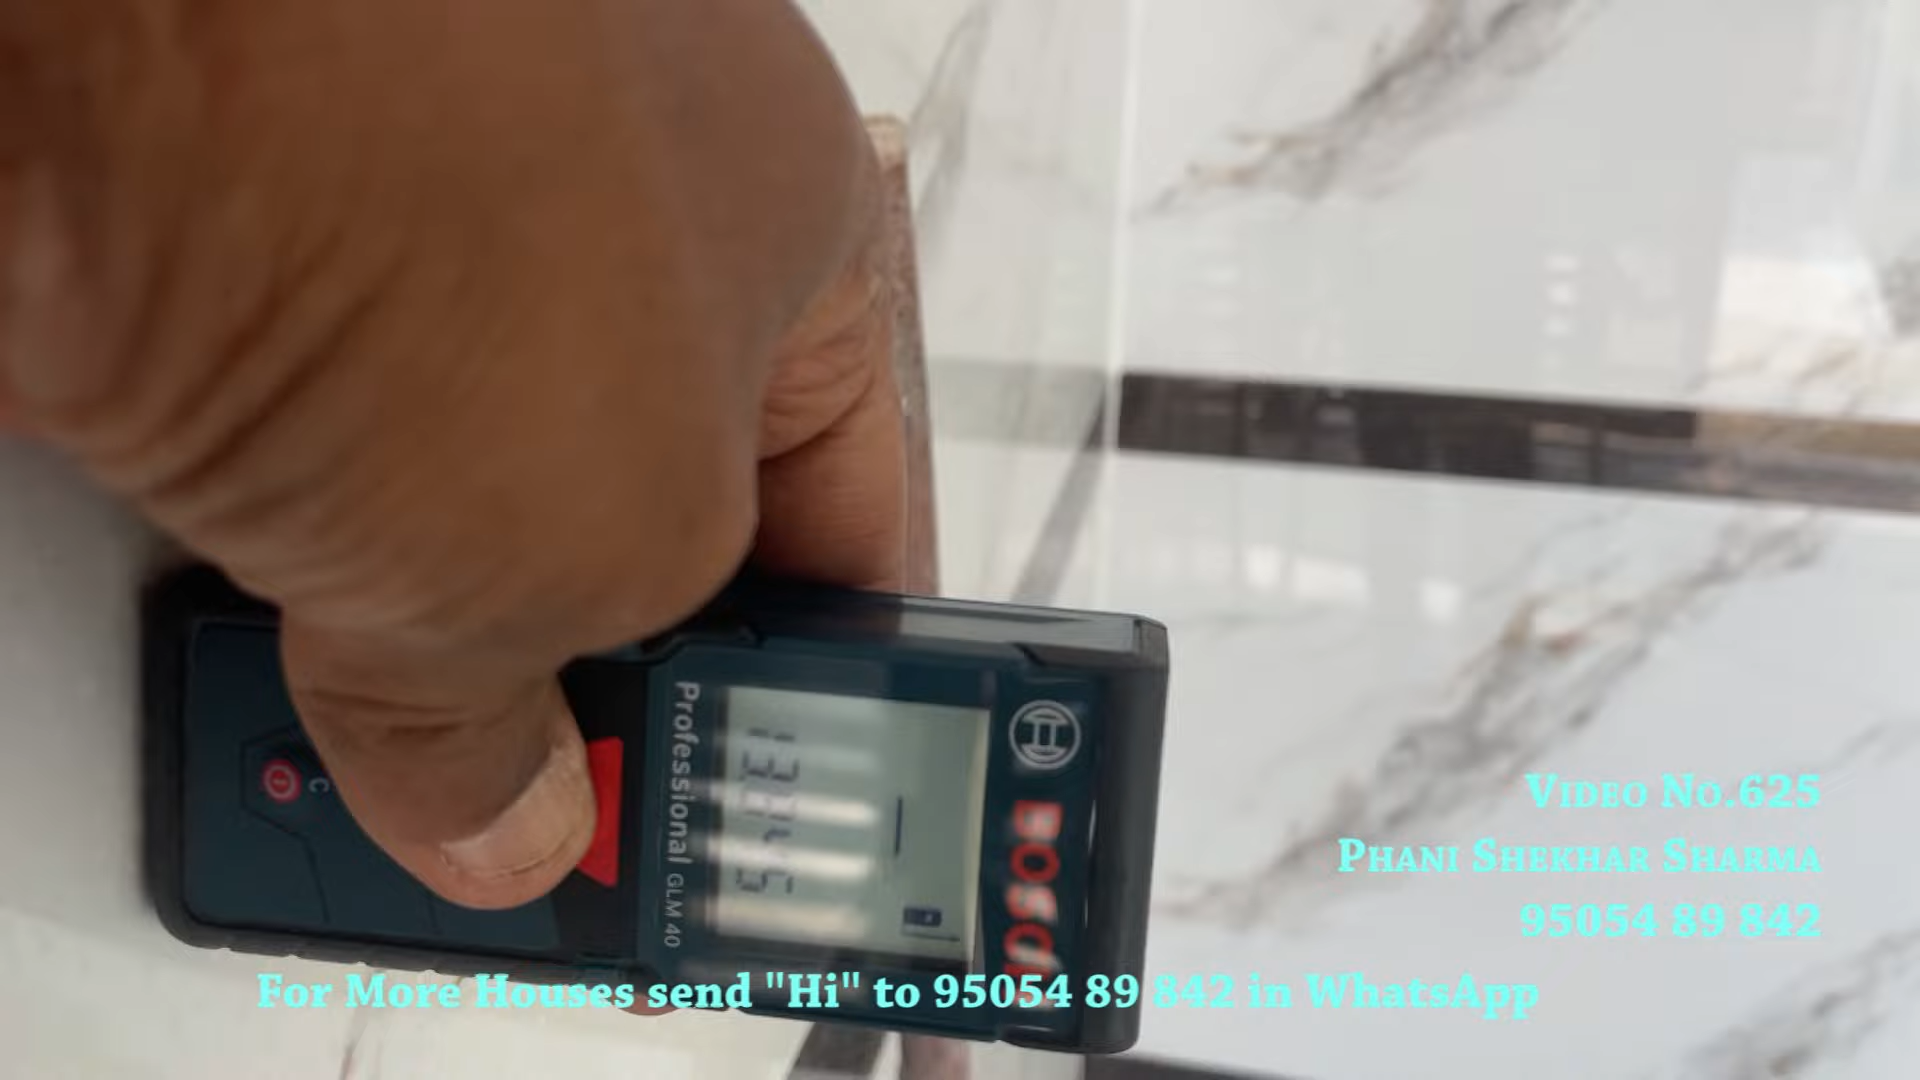 Professional GLM 40
BOSCH
C
Video No.625
Phani Shekhar Sharma
95054 89 842
For More Houses send "Hi" to 95054 89 842 in WhatsApp